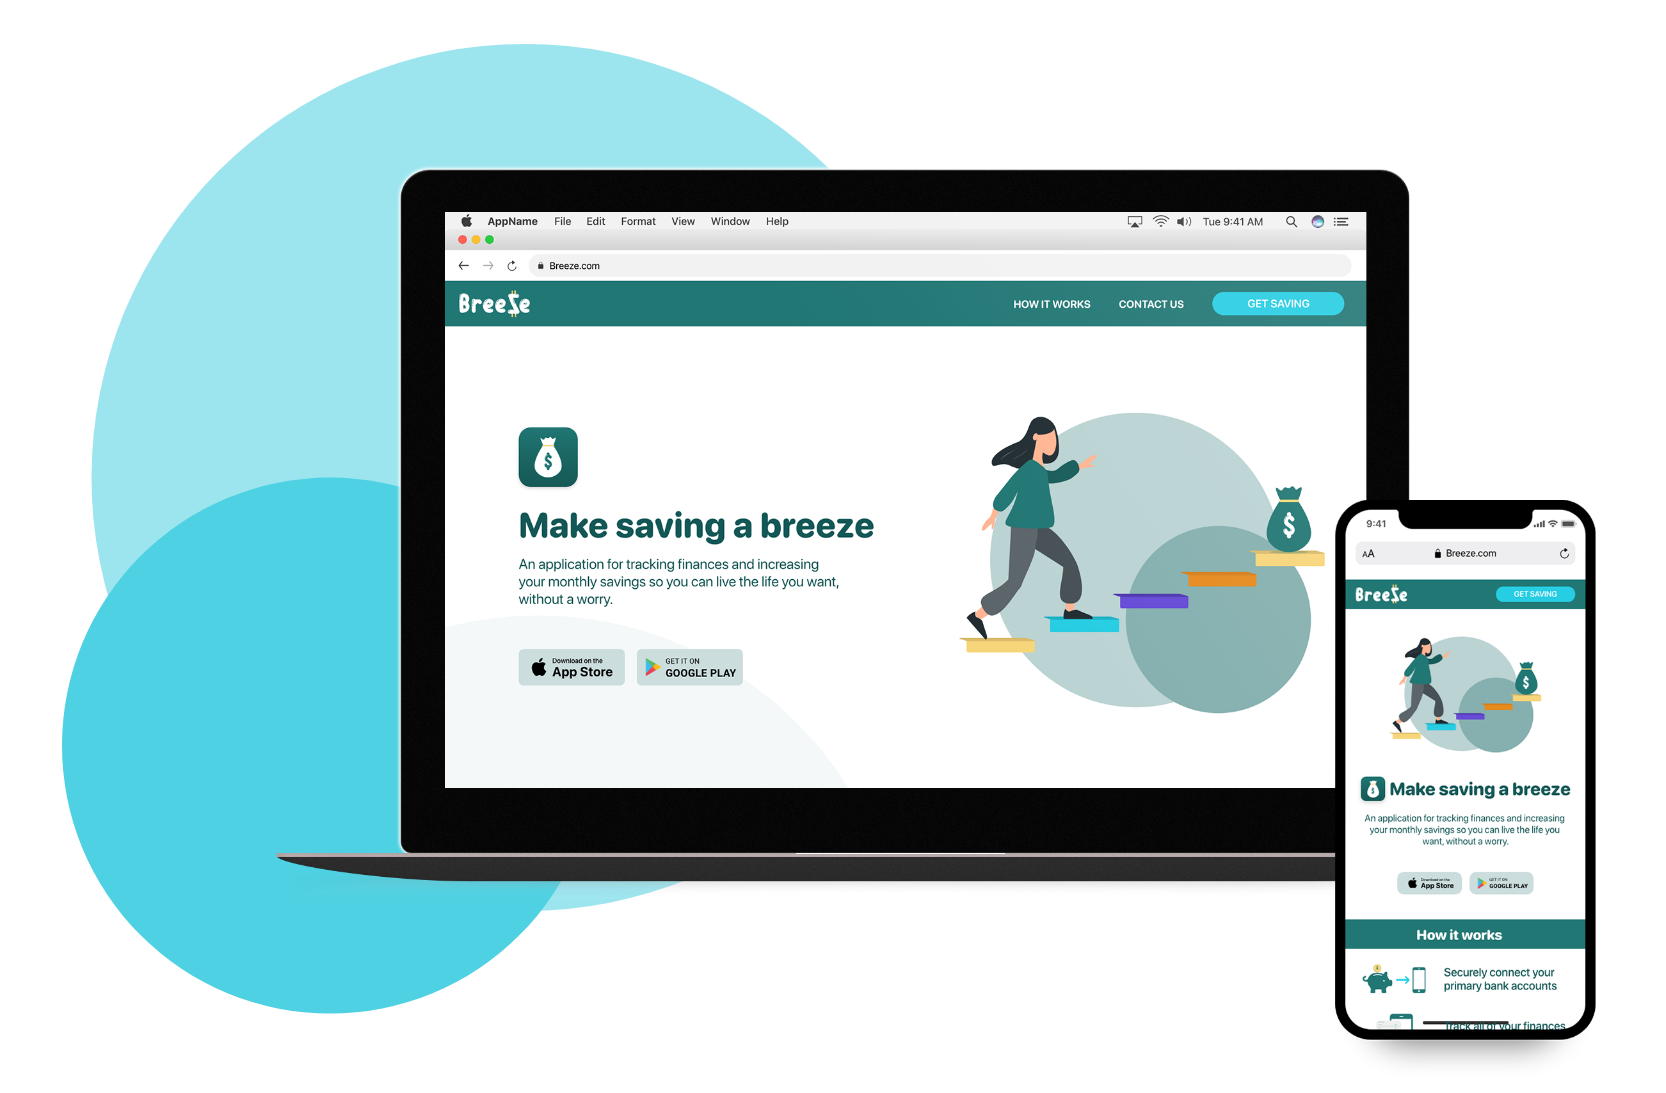 AppName File Edit Format View Window Help Tue 9:41 AM
Breeze.com
Breeze HOW IT WORKS CONTACT US GET SAVING
$
Make saving a breeze
An application for tracking finances and increasing
your monthly savings so you can live the life you want,
without a worry.
Download on the
App Store
GET IT ON
GOOGLE PLAY
$
9:41
AA Breeze.com
Breeze GET SAVING
$
Make saving a breeze
An application for tracking finances and increasing
your monthly savings so you can live the life you
want, without a worry.
Download on the
App Store
GET IT ON
GOOGLE PLAY
How it works
Securely connect your
primary bank accounts
Track all of your finances